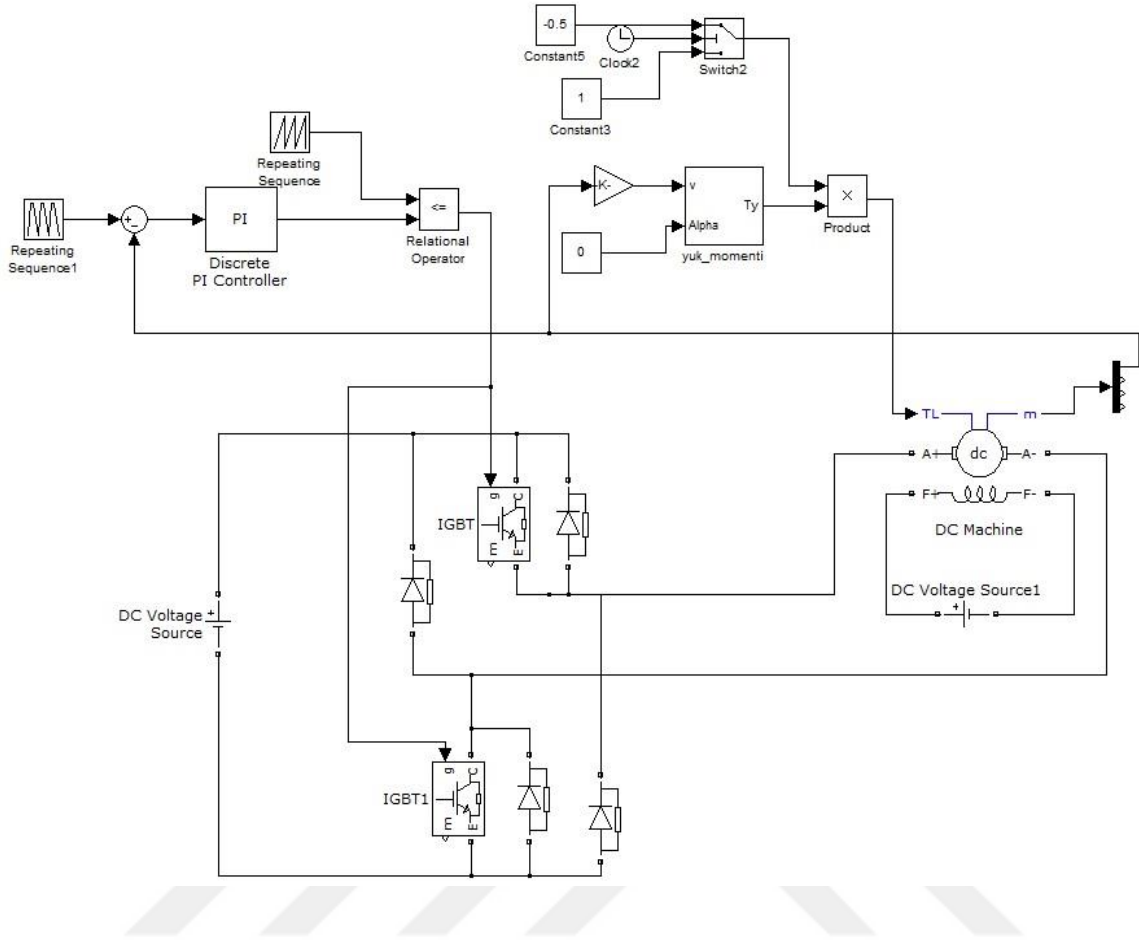 -0.5
Constant5
Clock2
Switch2
1
Constant3
Repeating
Sequence
K-
v
Alpha
Ty
yuk_momenti
×
Product
0
Repeating
Sequence1
+
-
PI
Discrete
PI Controller
<=
Relational
Operator
TL
m
A+
dc
A-
F+
F-
DC Machine
DC Voltage Source1
+
g
C
m
E
IGBT
DC Voltage
Source
+
g
C
m
E
IGBT1